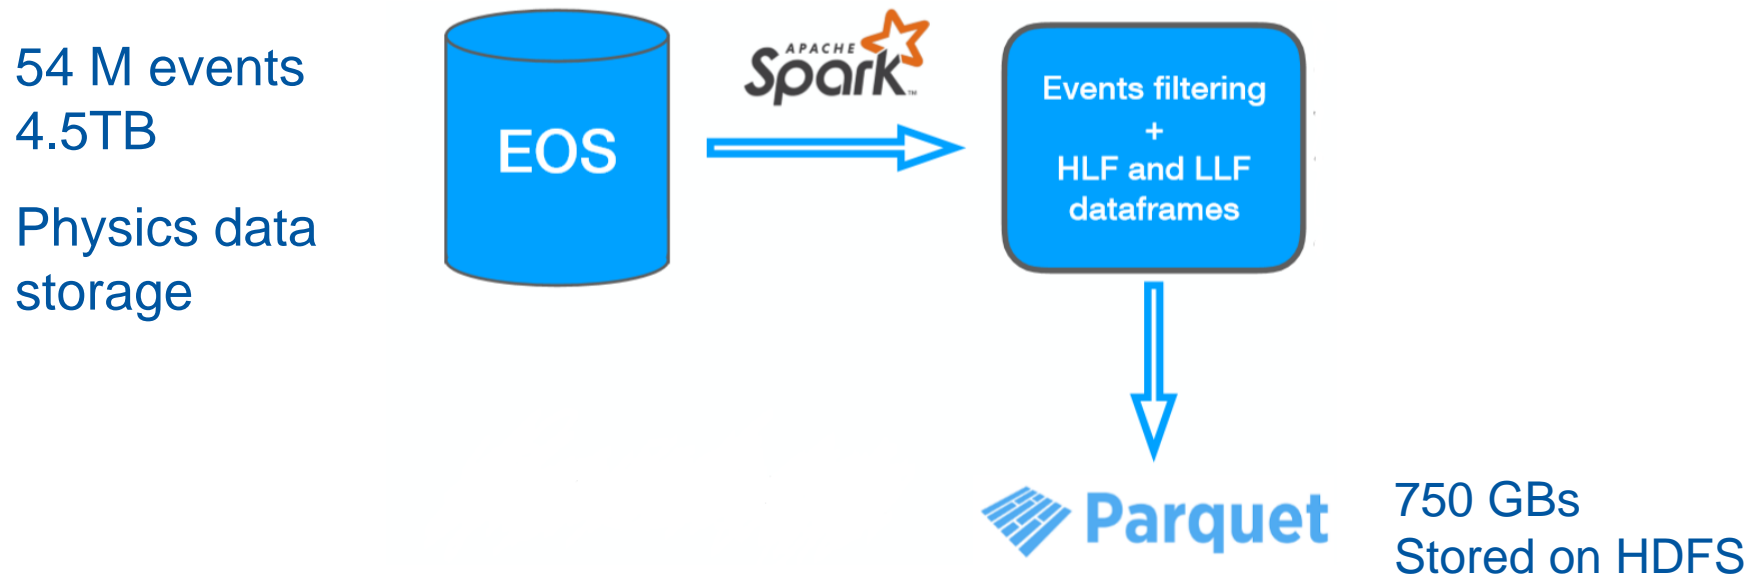 54 M events
4.5TB
Physics data
storage
EOS
APACHE
Spark™
Events filtering
+
HLF and LLF
dataframes
Parquet
750 GBs
Stored on HDFS